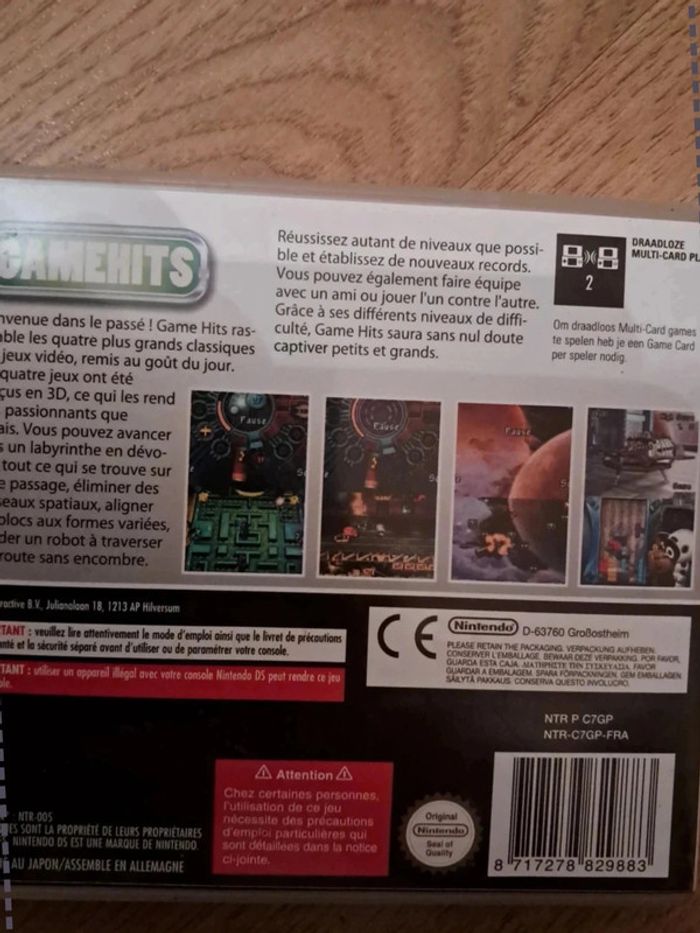 GAMEHITS
nvenue dans le passé ! Game Hits ras-
ble les quatre plus grands classiques
jeux vidéo, remis au goût du jour.
quatre jeux ont été
çus en 3D, ce qui les rend
passionnants que
ais. Vous pouvez avancer
s un labyrinthe en dévo-
tout ce qui se trouve sur
e passage, éliminer des
seaux spatiaux, aligner
blocs aux formes variées,
der un robot à traverser
route sans encombre.
Réussissez autant de niveaux que possi-
ble et établissez de nouveaux records.
Vous pouvez également faire équipe
avec un ami ou jouer l'un contre l'autre.
Grâce à ses différents niveaux de diffi-
culté, Game Hits saura sans nul doute
captiver petits et grands.
2
DRAADLOZE
MULTI-CARD PL
Om draadloos Multi-Card games
te spelen heb je een Game Card
per speler nodig.
Pause
Pause
Pause
ractive B.V., Julianalaan 18, 1213 AP Hilversum
TANT : veuillez lire attentivement le mode d'emploi ainsi que le livret de précautions
nté et la sécurité séparé avant d'utiliser ou de paramétrer votre console.
TANT : utiliser un appareil illégal avec votre console Nintendo DS peut rendre ce jeu
ble.
CE
Nintendo D-63760 Großostheim
PLEASE RETAIN THE PACKAGING. VERPACKUNG AUFHEBEN.
CONSERVER L'EMBALLAGE. BEWAAR DEZE VERPAKKING. POR FAVOR,
GUARDA ESTA CAJA. ΔΙΑΤΗΡΗΣΤΕ ΤΗΝ ΣΥΣΚΕΥΑΣΙΑ. FAVOR
GUARDAR A EMBALAGEM. SPARA FÖRPACKNINGEN. GEM EMBALLAGEN.
SÄILYTÄ PAKKAUS. CONSERVA QUESTO INVOLUCRO.
NTR P C7GP
NTR-C7GP-FRA
NTR-005
ES SONT LA PROPRIÉTÉ DE LEURS PROPRIÉTAIRES
NINTENDO DS EST UNE MARQUE DE NINTENDO.
AU JAPON/ASSEMBLE EN ALLEMAGNE
Attention
Chez certaines personnes,
l'utilisation de ce jeu
nécessite des précautions
d'emploi particulières qui
sont détaillées dans la notice
ci-jointe.
Original
Nintendo
Seal of
Quality
8 717278 829883